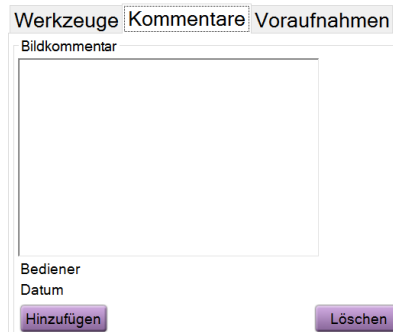 Werkzeuge Kommentare Voraufnahmen
Bildkommentar
Bediener
Datum
Hinzufügen Löschen